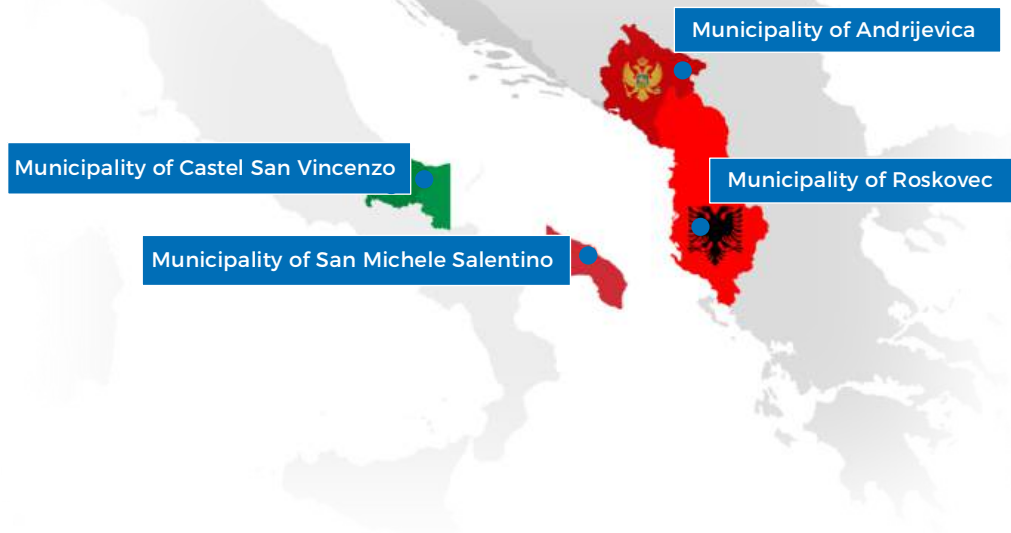 Municipality of Andrijevica
Municipality of Castel San Vincenzo
Municipality of Roskovec
Municipality of San Michele Salentino